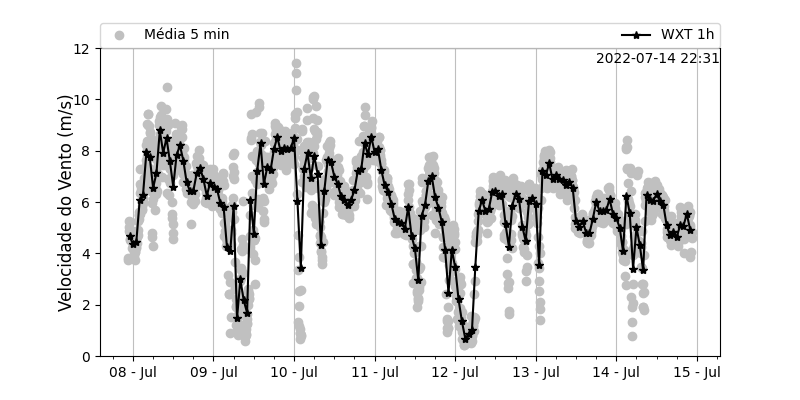 Média 5 min
WXT 1h
2022-07-14 22:31
Velocidade do Vento (m/s)
12
10
8
6
4
2
0
08 - Jul
09 - Jul
10 - Jul
11 - Jul
12 - Jul
13 - Jul
14 - Jul
15 - Jul